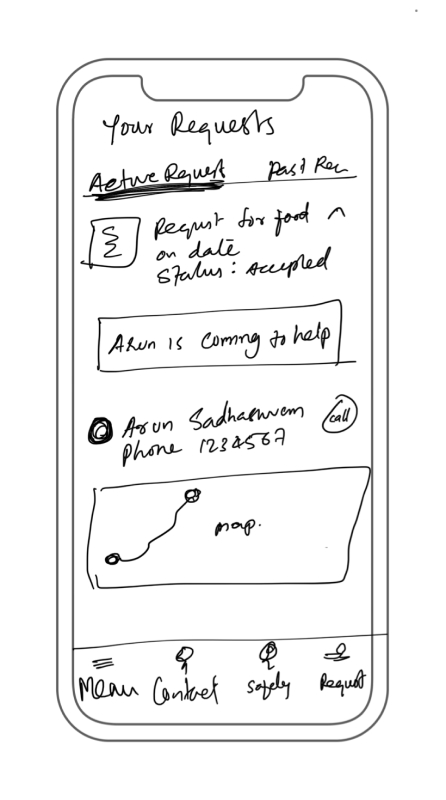 Your Requests
Active Request
Past Req
Request for food
on date
Status: Accepted
Arun is coming to help
Arun
call
Phone 1234567
map.
Menu Contact Safety Request